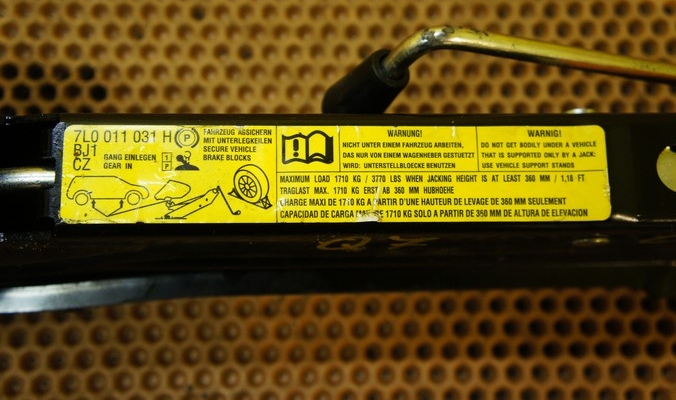 7L0 011 031 H
BJ1
CZ
P
GANG EINLEGEN
GEAR IN
1
P
FAHRZEUG ASSICHERN
MIT UNTERLEGKEILEN
SECURE VEHICLE
BRAKE BLOCKS
WARNUNG!
NICHT UNTER EINEM FAHRZEUG ARBEITEN,
DAS NUR VON EINEM WAGENHEBER GESTUETZT
WIRD: UNTERSTELLBLOECKE BENUTZEN
WARNIG!
DO NOT GET BODILY UNDER A VEHICLE
THAT IS SUPPORTED ONLY BY A JACK:
USE VEHICLE SUPPORT STANDS
MAXIMUM LOAD 1710 KG / 3770 LBS WHEN JACKING HEIGHT IS AT LEAST 360 MM / 1,18 FT
TRAGLAST MAX. 1710 KG ERST AB 360 MM HUBHOEHE
CHARGE MAXI DE 1710 KG A PARTIR D'UNE HAUTEUR DE LEVAGE DE 360 MM SEULEMENT
CAPACIDAD DE CARGA DE 1710 KG SOLO A PARTIR DE 350 MM DE ALTURA DE ELEVACION